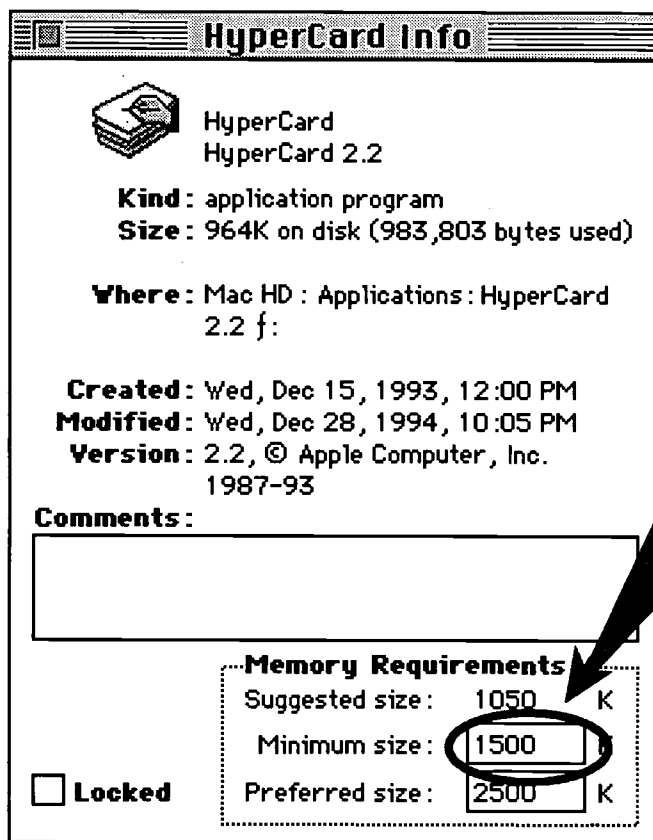 HyperCard Info
HyperCard
HyperCard 2.2
Kind: application program
Size: 964K on disk (983,803 bytes used)
Where: Mac HD : Applications: HyperCard
2.2 ƒ:
Created: Wed, Dec 15, 1993, 12:00 PM
Modified: Wed, Dec 28, 1994, 10:05 PM
Version: 2.2, © Apple Computer, Inc.
1987-93
Comments:
Memory Requirements
Suggested size: 1050 K
Minimum size: 1500 K
Locked Preferred size: 2500 K